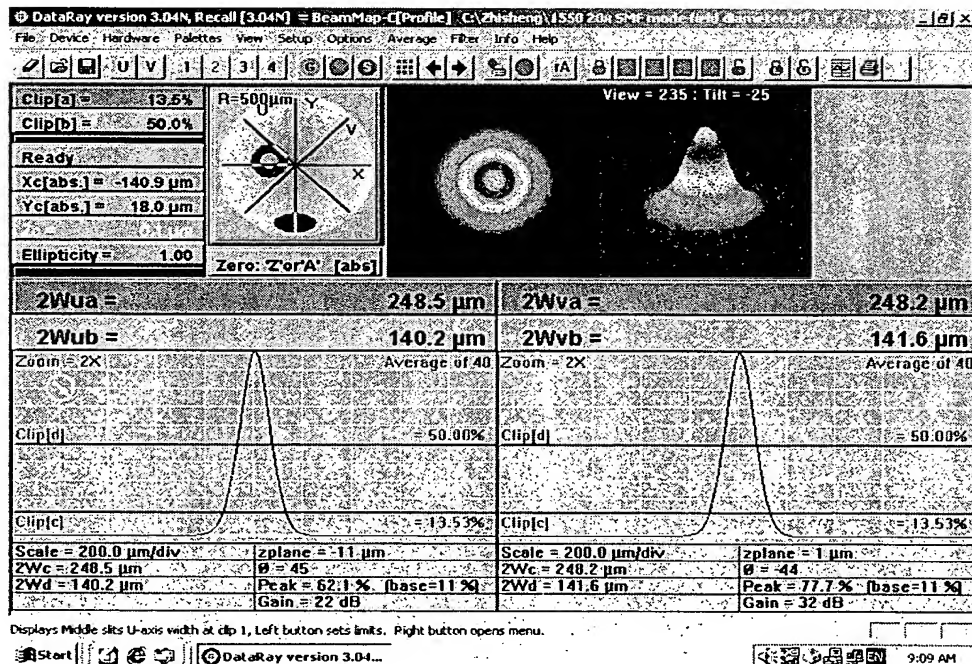 DataRay version 3.04N, Recall [3.04N] = BeamMap-C[Profile] C:\Zhisheng\1550 20x SMF mode-field diameter.bcf
File Device Hardware Palettes View Setup Options Average Filter Info Help
U V 1 2 3 4
Clip[a] = 13.5%
Clip[b] = 50.0%
Ready
Xc[abs.] = -140.9 µm
Yc[abs.] = 18.0 µm
Ellipticity = 1.00
R=500µm Y
U
V
X
Zero: 'Z'or'A' [abs]
View = 235 : Tilt = -25
2Wua = 248.5 µm
2Wub = 140.2 µm
Zoom = 2X Average of 40
Clip[d] = 50.00%
Clip[c] = 13.53%
Scale = 200.0 µm/div zplane = -11 µm
2Wc = 248.5 µm ø = 45
2Wd = 140.2 µm Peak = 62.1 % [base=11 %]
Gain = 22 dB
2Wva = 248.2 µm
2Wvb = 141.6 µm
Zoom = 2X Average of 40
Clip[d] = 50.00%
Clip[c] = 13.53%
Scale = 200.0 µm/div zplane = 1 µm
2Wc = 248.2 µm ø = -44
2Wd = 141.6 µm Peak = 77.7 % [base=11 %]
Gain = 32 dB
Displays Middle slits U-axis width at clip 1, Left button sets limits. Right button opens menu.
Start DataRay version 3.04... EN 9:09 AM